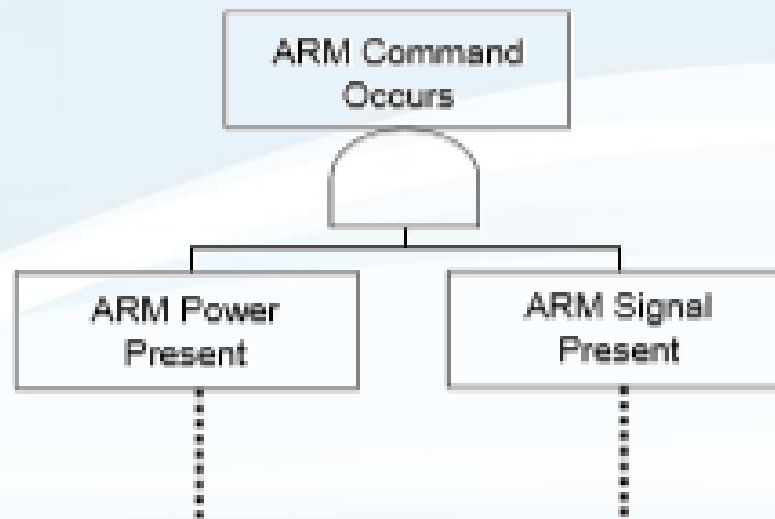 ARM Command
Occurs
ARM Power
Present
ARM Signal
Present